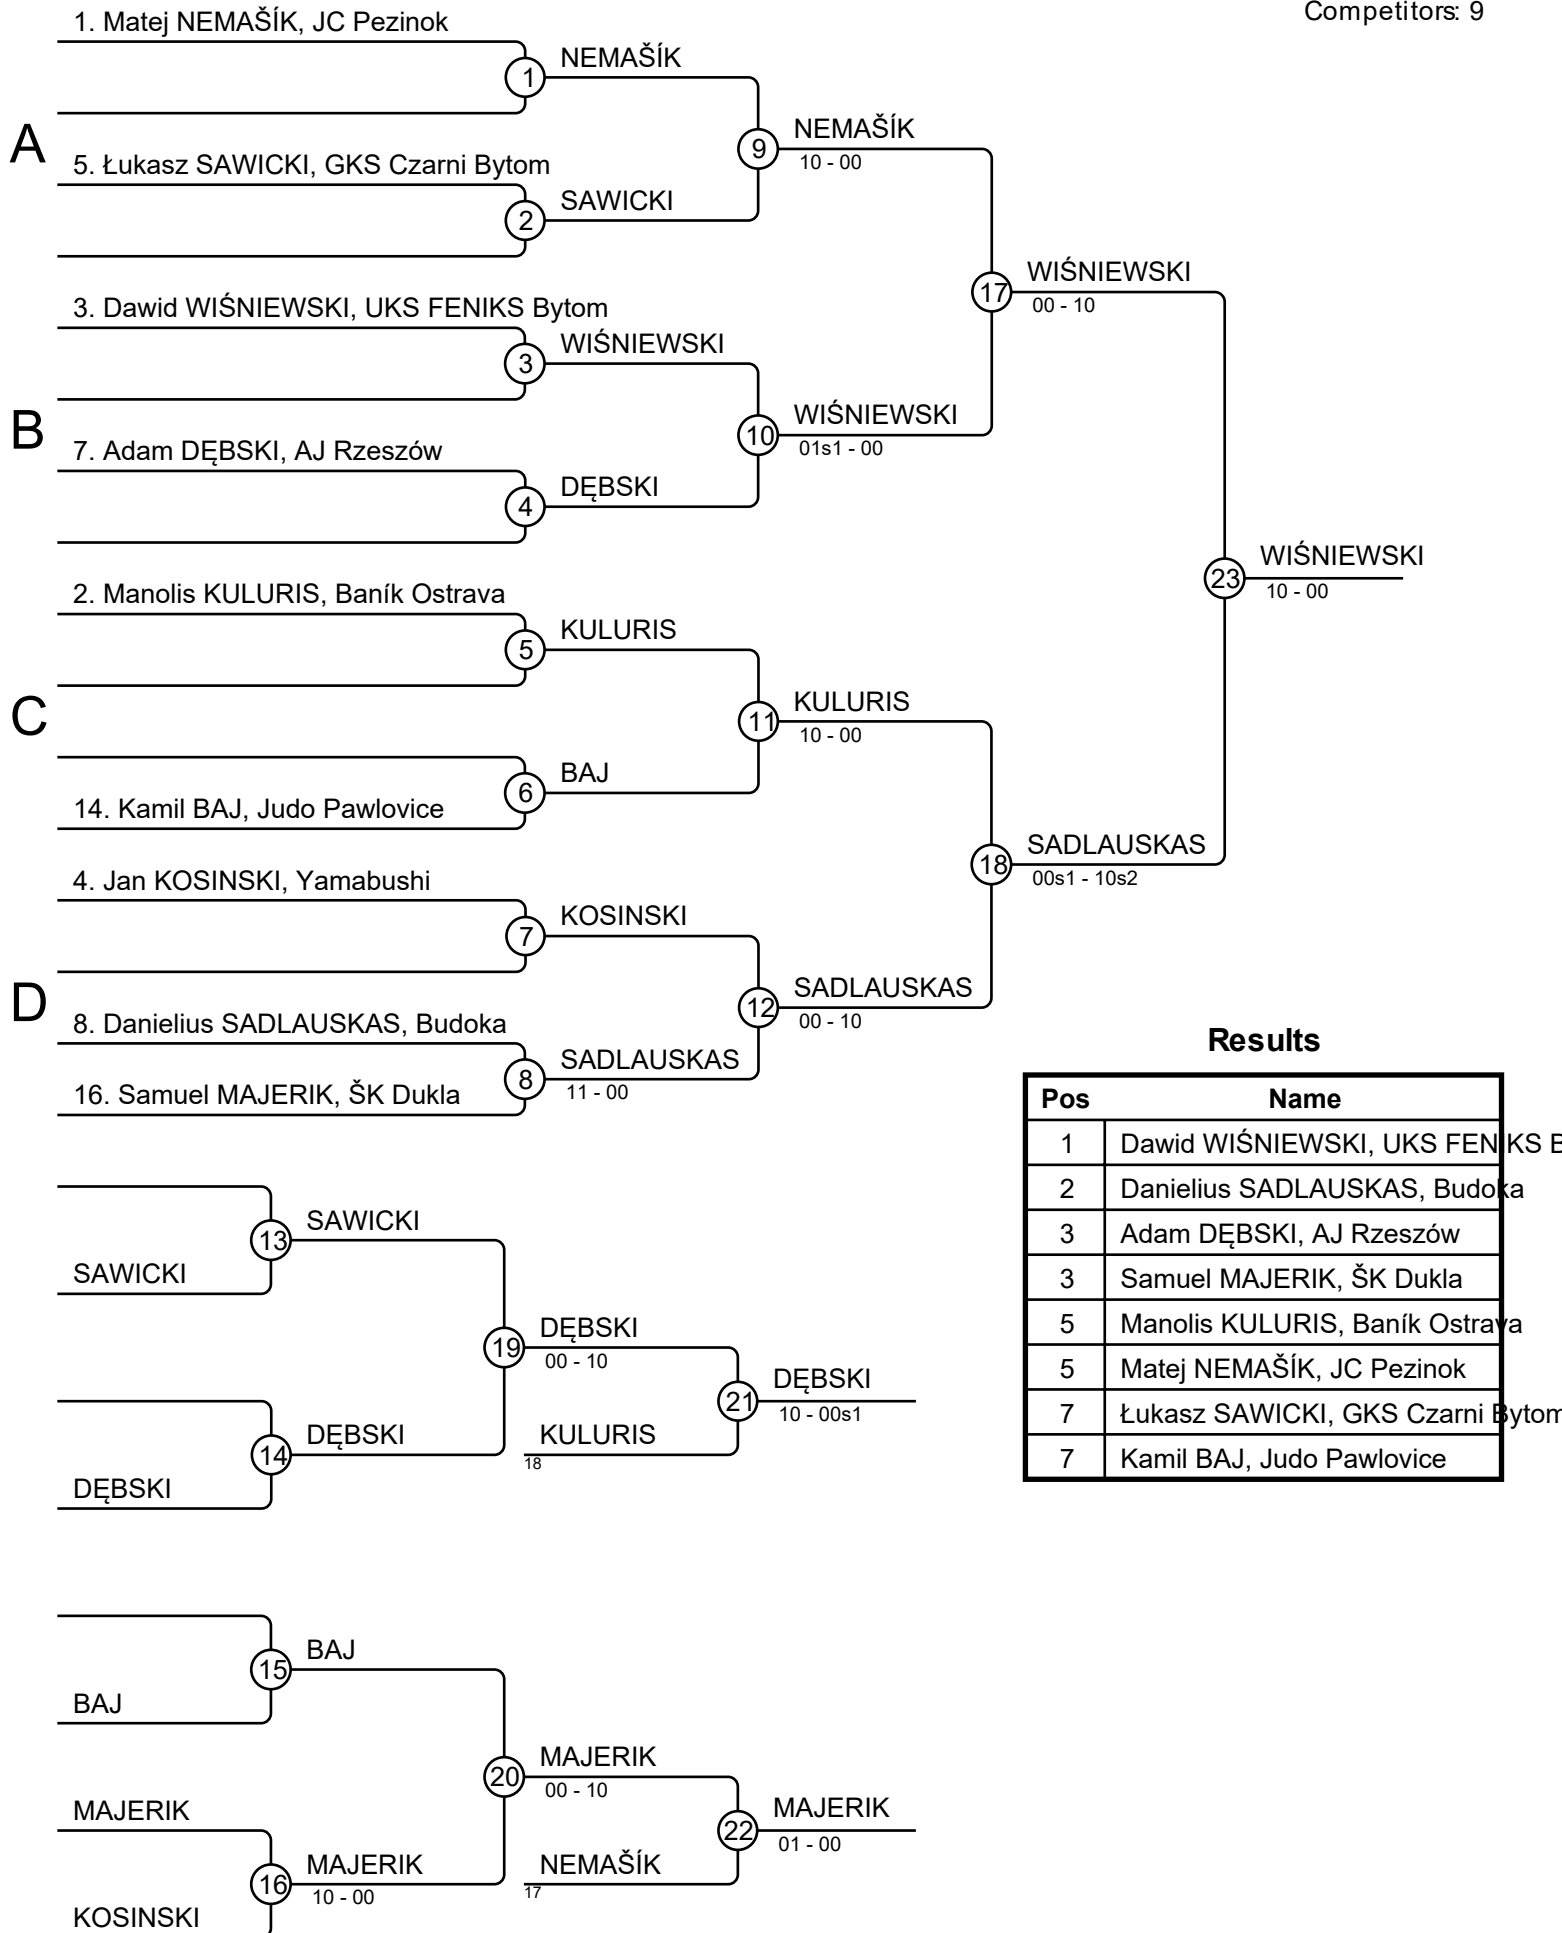 Competitors: 9
1. Matej NEMAŠÍK, JC Pezinok
1
NEMAŠÍK
A
9
NEMAŠÍK
10 - 00
5. Łukasz SAWICKI, GKS Czarni Bytom
2
SAWICKI
17
WIŚNIEWSKI
00 - 10
3. Dawid WIŚNIEWSKI, UKS FENIKS Bytom
3
WIŚNIEWSKI
B
10
WIŚNIEWSKI
01s1 - 00
7. Adam DĘBSKI, AJ Rzeszów
4
DĘBSKI
23
WIŚNIEWSKI
10 - 00
2. Manolis KULURIS, Baník Ostrava
5
KULURIS
C
11
KULURIS
10 - 00
6
BAJ
14. Kamil BAJ, Judo Pawlovice
18
SADLAUSKAS
00s1 - 10s2
4. Jan KOSINSKI, Yamabushi
7
KOSINSKI
D
12
SADLAUSKAS
00 - 10
8. Danielius SADLAUSKAS, Budoka
8
SADLAUSKAS
11 - 00
16. Samuel MAJERIK, ŠK Dukla
Results
Pos Name
1 Dawid WIŚNIEWSKI, UKS FENIKS B
2 Danielius SADLAUSKAS, Budoka
3 Adam DĘBSKI, AJ Rzeszów
3 Samuel MAJERIK, ŠK Dukla
5 Manolis KULURIS, Baník Ostrava
5 Matej NEMAŠÍK, JC Pezinok
7 Łukasz SAWICKI, GKS Czarni Bytom
7 Kamil BAJ, Judo Pawlovice
13
SAWICKI
SAWICKI
19
DĘBSKI
00 - 10
21
DĘBSKI
10 - 00s1
14
DĘBSKI
KULURIS
18
DĘBSKI
15
BAJ
BAJ
20
MAJERIK
00 - 10
MAJERIK
22
MAJERIK
01 - 00
16
MAJERIK
10 - 00
NEMAŠÍK
17
KOSINSKI